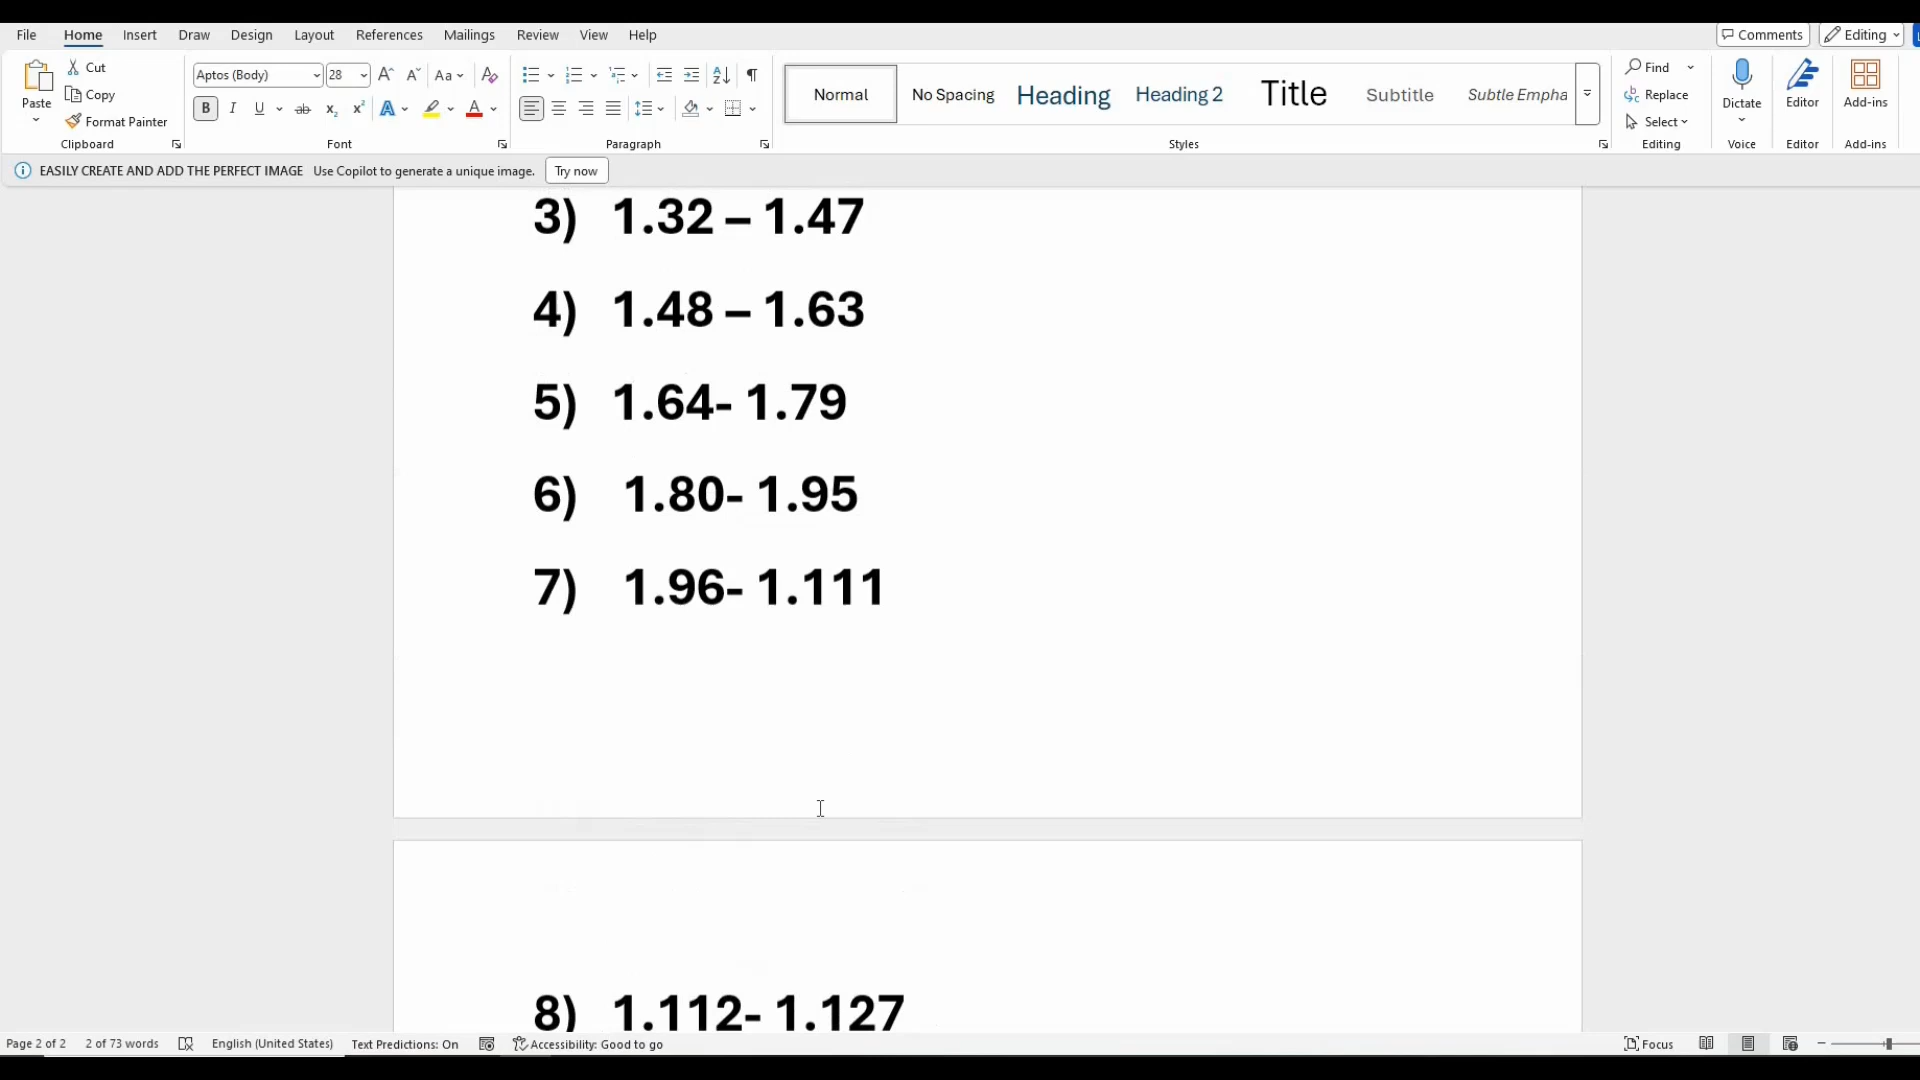 File Home Insert Draw Design Layout References Mailings Review View Help Comments Editing
Paste Cut Copy Format Painter
Aptos (Body) 28
Normal No Spacing Heading Heading 2 Title Subtitle Subtle Empha
Find Replace Select
Dictate Editor Add-ins
Clipboard Font Paragraph Styles Editing Voice Editor Add-ins
EASILY CREATE AND ADD THE PERFECT IMAGE Use Copilot to generate a unique image. Try now
3) 1.32 – 1.47
4) 1.48 – 1.63
5) 1.64- 1.79
6) 1.80- 1.95
7) 1.96- 1.111
8) 1.112- 1.127
Page 2 of 2 2 of 73 words English (United States) Text Predictions: On Accessibility: Good to go Focus